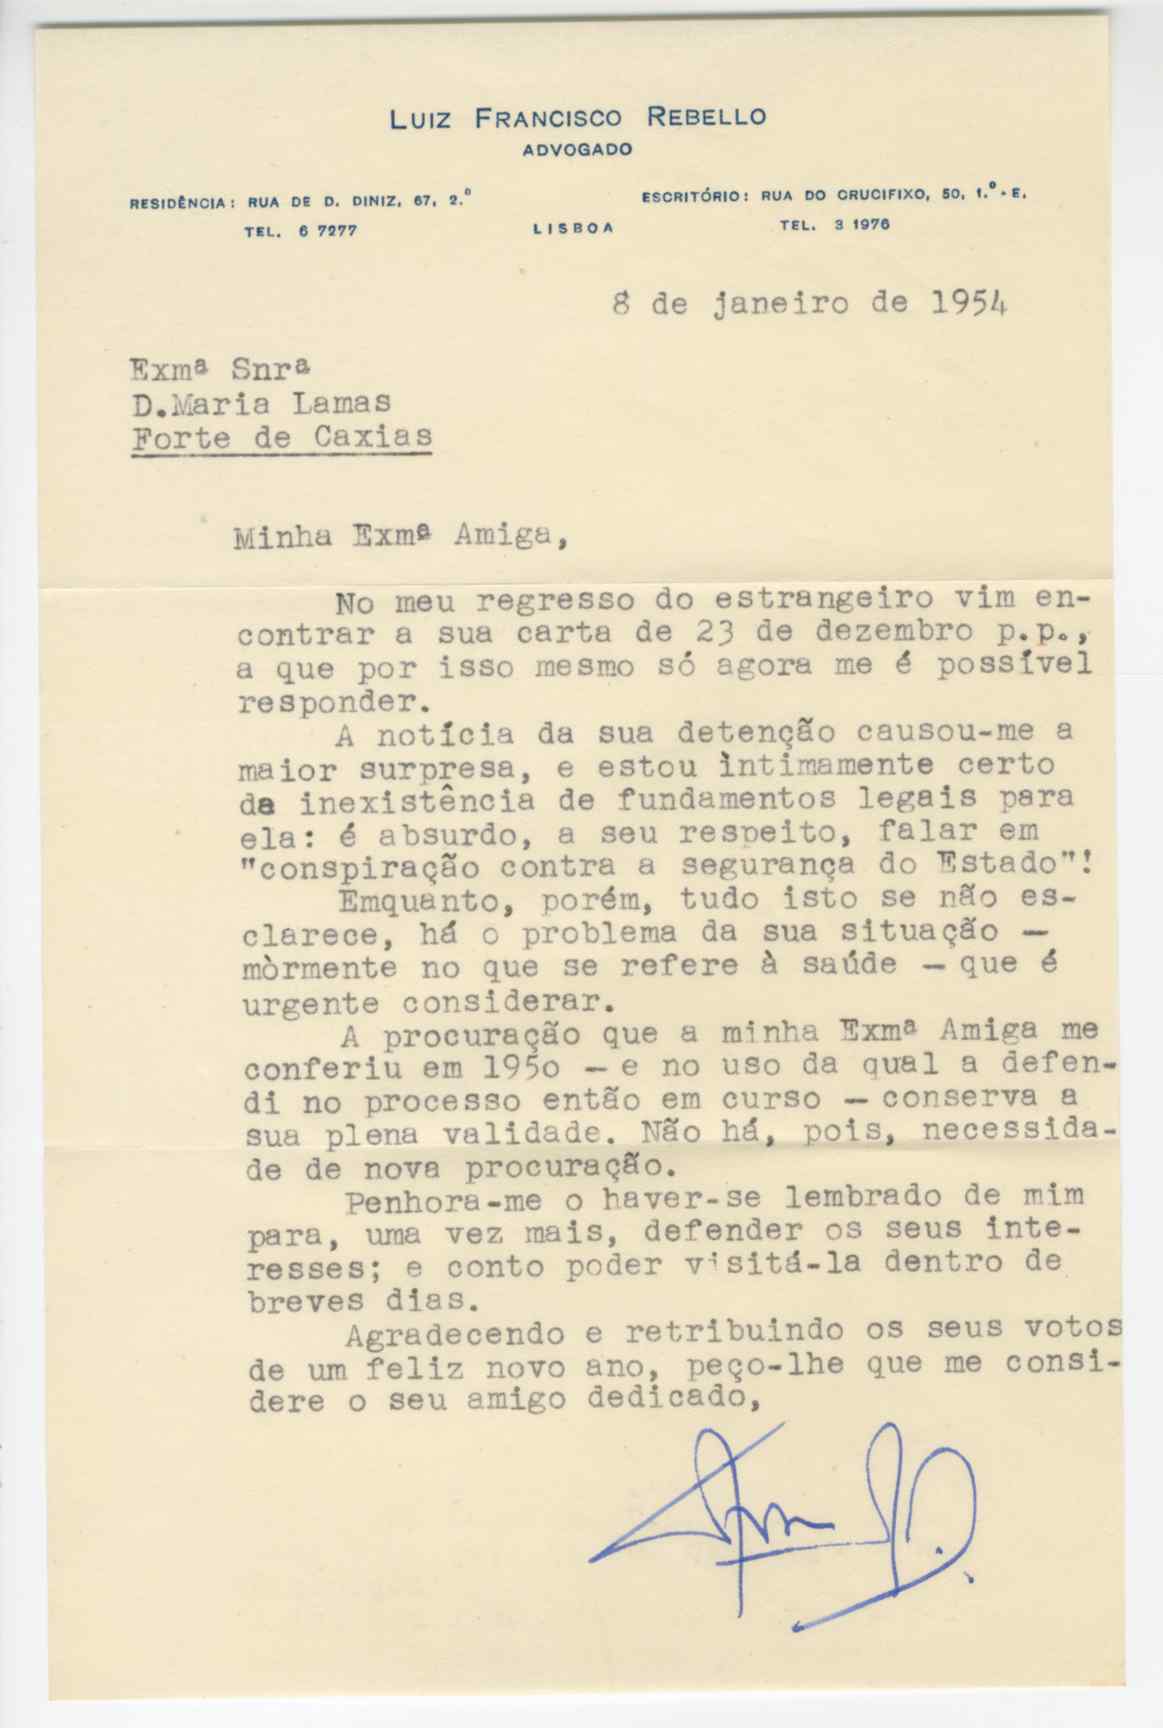 LUIZ FRANCISCO REBELLO
ADVOGADO
RESIDÊNCIA: RUA DE D. DINIZ, 67, 2.º
TEL. 6 7277
LISBOA
ESCRITÓRIO: RUA DO CRUCIFIXO, 50, 1.º-E.
TEL. 3 1976
8 de janeiro de 1954
Exmª Snrª
D.Maria Lamas
Forte de Caxias
Minha Exmª Amiga,
No meu regresso do estrangeiro vim en-
contrar a sua carta de 23 de dezembro p.p.,
a que por isso mesmo só agora me é possível
responder.
A notícia da sua detenção causou-me a
maior surpresa, e estou ìntimamente certo
da inexistência de fundamentos legais para
ela: é absurdo, a seu respeito, falar em
"conspiração contra a segurança do Estado"!
Emquanto, porém, tudo isto se não es-
clarece, há o problema da sua situação —
mòrmente no que se refere à saúde — que é
urgente considerar.
A procuração que a minha Exmª Amiga me
conferiu em 195o — e no uso da qual a defen-
di no processo então em curso — conserva a
sua plena validade. Não há, pois, necessida-
de de nova procuração.
Penhora-me o haver-se lembrado de mim
para, uma vez mais, defender os seus inte-
resses; e conto poder visitá-la dentro de
breves dias.
Agradecendo e retribuindo os seus votos
de um feliz novo ano, peço-lhe que me consi-
dere o seu amigo dedicado,